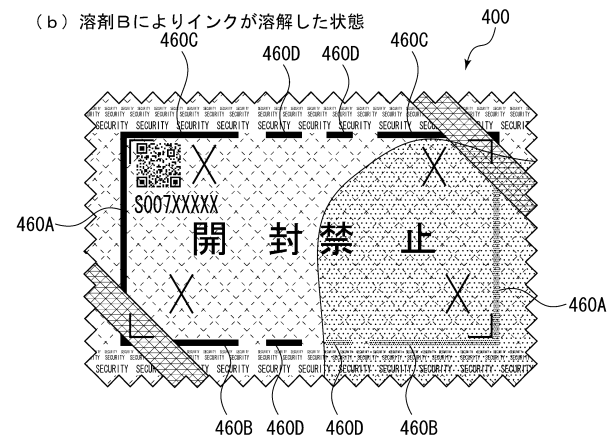 (b) 溶剤Bによりインクが溶解した状態
400
460C 460D 460D 460C
SECURITY SECURITY SECURITY SECURITY SECURITY SECURITY SECURITY SECURITY
S007XXXXX
460A
開 封 禁 止
460A
SECURITY SECURITY SECURITY SECURITY SECURITY SECURITY SECURITY
460B 460D 460D 460B